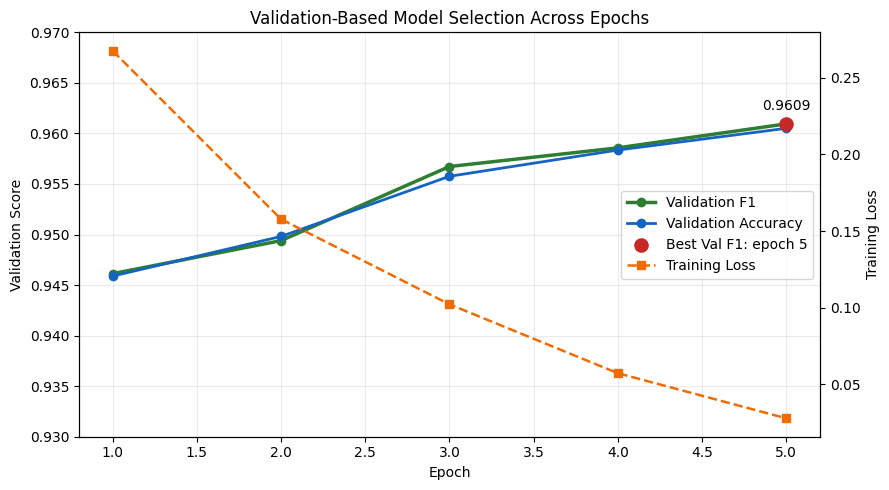 Validation-Based Model Selection Across Epochs
0.970
0.965
0.960
0.955
0.950
0.945
0.940
0.935
0.930
Validation Score
0.9609
Validation F1
Validation Accuracy
Best Val F1: epoch 5
Training Loss
0.25
0.20
0.15
0.10
0.05
Training Loss
1.0 1.5 2.0 2.5 3.0 3.5 4.0 4.5 5.0
Epoch